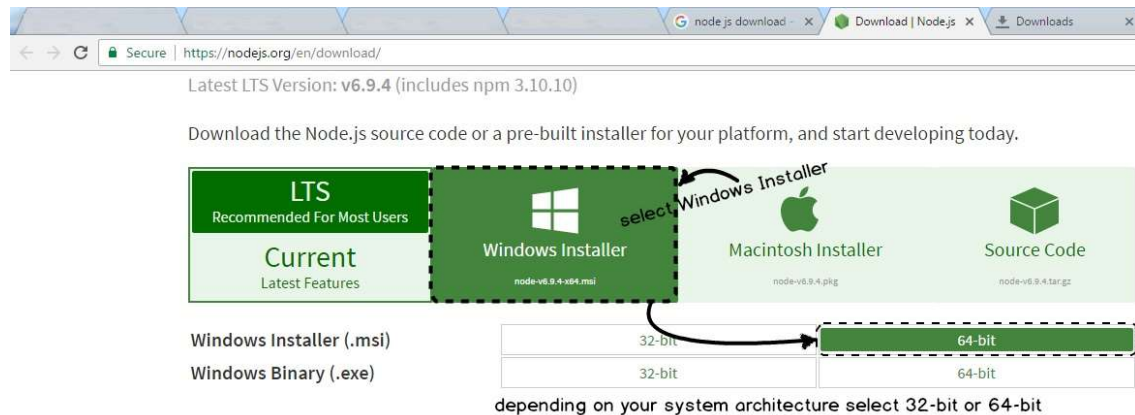 node js download -
Download | Node.js
Downloads
Secure https://nodejs.org/en/download/
Latest LTS Version: v6.9.4 (includes npm 3.10.10)
Download the Node.js source code or a pre-built installer for your platform, and start developing today.
LTS
Recommended For Most Users
Current
Latest Features
Windows Installer
node-v6.9.4-x64.msi
select Windows Installer
Macintosh Installer
node-v6.9.4.pkg
Source Code
node-v6.9.4.tar.gz
Windows Installer (.msi) 32-bit 64-bit
Windows Binary (.exe) 32-bit 64-bit
depending on your system architecture select 32-bit or 64-bit